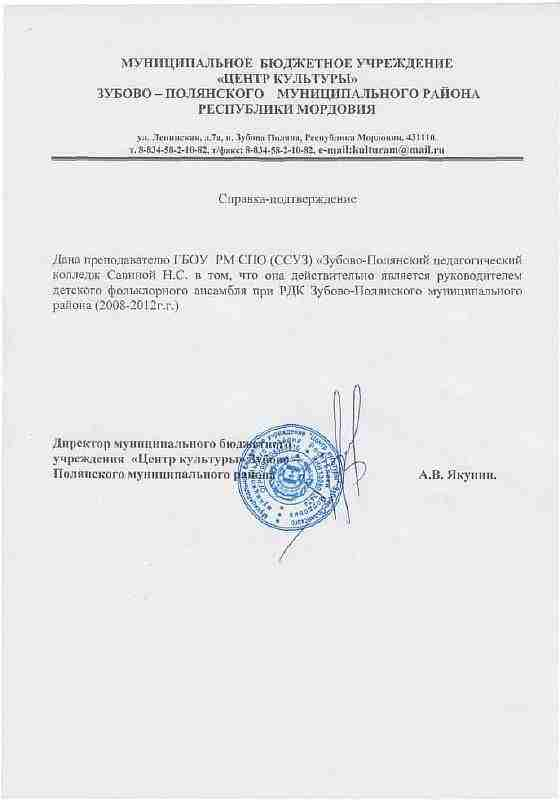 МУНИЦИПАЛЬНОЕ БЮДЖЕТНОЕ УЧРЕЖДЕНИЕ
«ЦЕНТР КУЛЬТУРЫ»
ЗУБОВО – ПОЛЯНСКОГО МУНИЦИПАЛЬНОГО РАЙОНА
РЕСПУБЛИКИ МОРДОВИЯ
ул. Ленинская, д.7а, п. Зубова Поляна, Республика Мордовия, 431110.
т. 8-834-58-2-10-82, т/факс: 8-834-58-2-10-82, e-mail:kulturam@mail.ru
Справка-подтверждение
Дана преподавателю ГБОУ РМ СПО (ССУЗ) «Зубово-Полянский педагогический
колледж Савиной Н.С. в том, что она действительно является руководителем
детского фольклорного ансамбля при РДК Зубово-Полянского муниципального
района (2008-2012г.г.)
Директор муниципального бюджетного
учреждения «Центр культуры» Зубово –
Полянского муниципального района А.В. Якунин.